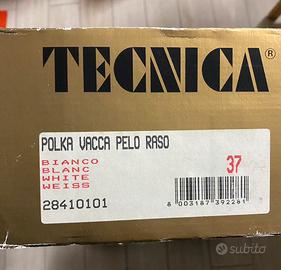 TECNICA®
POLKA VACCA PELO RASO
BIANCO
BLANC
WHITE
WEISS
37
28410101
8 003187 392281
subito